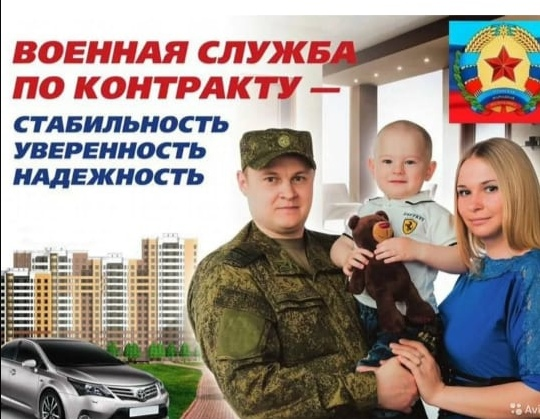 ВОЕННАЯ СЛУЖБА
ПО КОНТРАКТУ —
СТАБИЛЬНОСТЬ
УВЕРЕННОСТЬ
НАДЕЖНОСТЬ